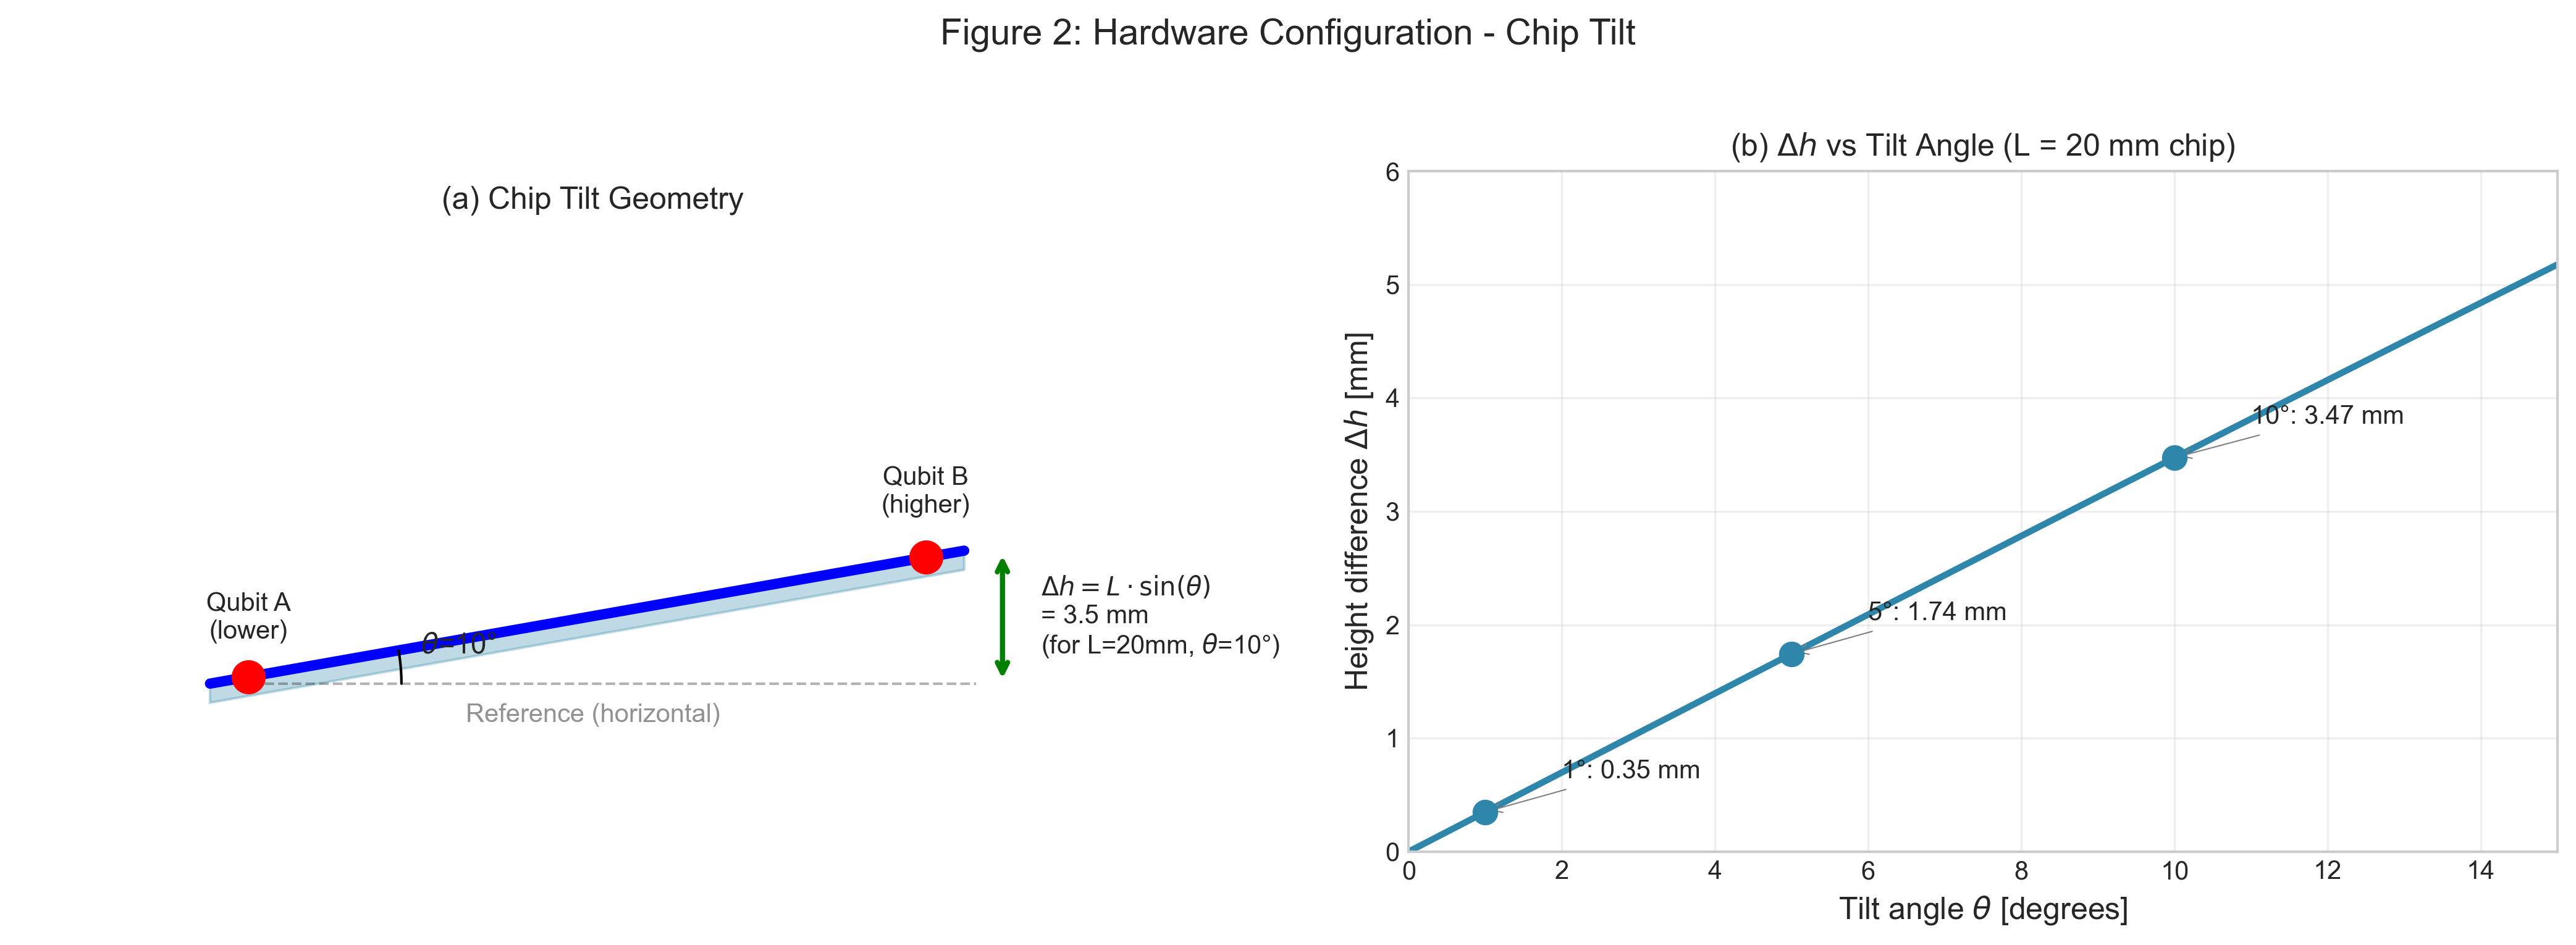 Figure 2: Hardware Configuration - Chip Tilt
(a) Chip Tilt Geometry
Qubit B
(higher)
Qubit A
(lower)
θ=10°
Δh = L · sin(θ)
= 3.5 mm
(for L=20mm, θ=10°)
Reference (horizontal)
(b) Δh vs Tilt Angle (L = 20 mm chip)
Height difference Δh [mm]
6
5
4
3
2
1
0
10°: 3.47 mm
5°: 1.74 mm
1°: 0.35 mm
0 2 4 6 8 10 12 14
Tilt angle θ [degrees]